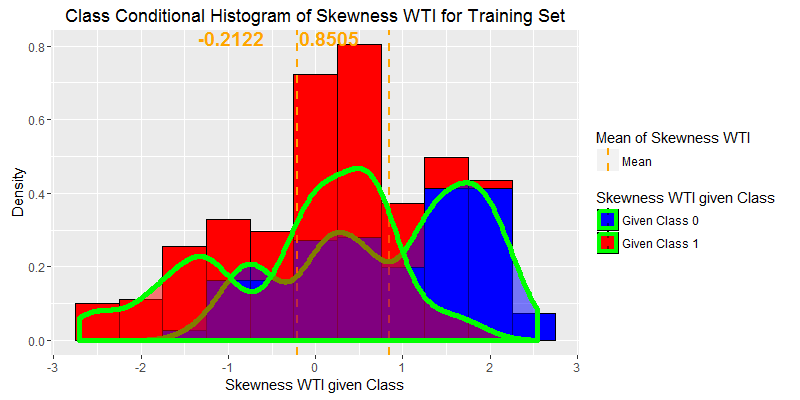 Class Conditional Histogram of Skewness WTI for Training Set
-0.2122 0.8505
0.8
0.6
0.4
0.2
0.0
Density
-3 -2 -1 0 1 2 3
Skewness WTI given Class
Mean of Skewness WTI
Mean
Skewness WTI given Class
Given Class 0
Given Class 1